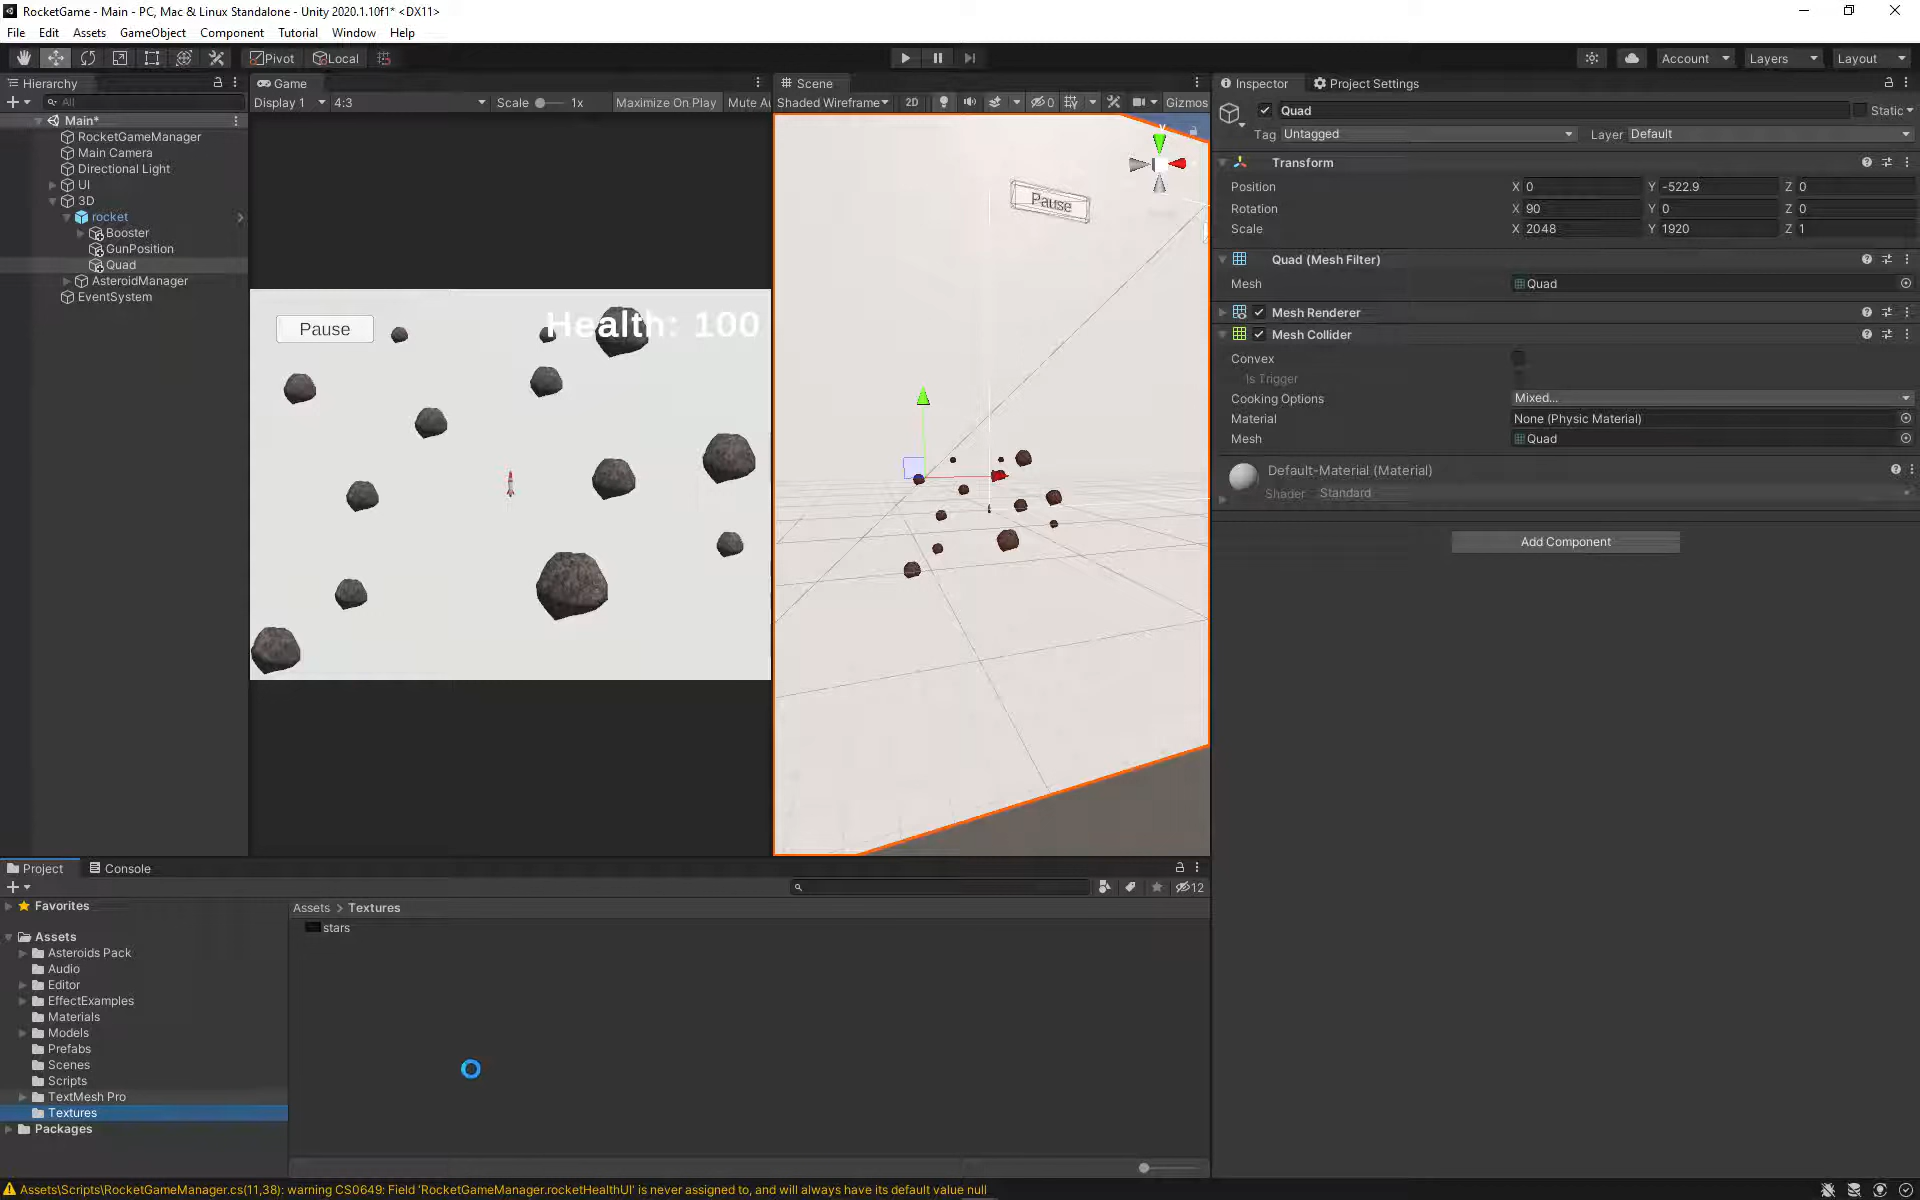 RocketGame - Main - PC, Mac & Linux Standalone - Unity 2020.1.10f1* <DX11>
File Edit Assets GameObject Component Tutorial Window Help
Pivot Local Account Layers Layout
Hierarchy
All
Main*
RocketGameManager
Main Camera
Directional Light
UI
3D
rocket
Booster
GunPosition
Quad
AsteroidManager
EventSystem
Game
Display 1 4:3 Scale 1x Maximize On Play Mute Au
Pause
Health: 100
Scene
Shaded Wireframe 2D 0 Gizmos
Pause
Inspector Project Settings
Quad Static
Tag Untagged Layer Default
Transform
Position X 0 Y -522.9 Z 0
Rotation X 90 Y 0 Z 0
Scale X 2048 Y 1920 Z 1
Quad (Mesh Filter)
Mesh Quad
Mesh Renderer
Mesh Collider
Convex
Is Trigger
Cooking Options Mixed...
Material None (Physic Material)
Mesh Quad
Default-Material (Material)
Shader Standard
Add Component
Project Console
12
Favorites
Assets
Asteroids Pack
Audio
Editor
EffectExamples
Materials
Models
Prefabs
Scenes
Scripts
TextMesh Pro
Textures
Packages
Assets > Textures
stars
Assets\Scripts\RocketGameManager.cs(11,38): warning CS0649: Field 'RocketGameManager.rocketHealthUI' is never assigned to, and will always have its default value null